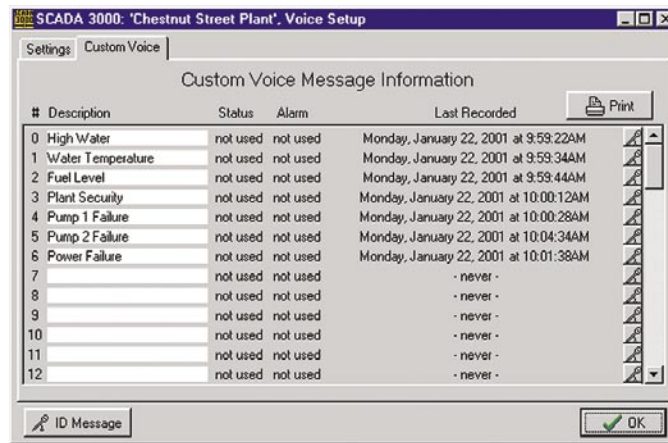 SCADA 3000 SCADA 3000: 'Chestnut Street Plant', Voice Setup
Settings Custom Voice
Custom Voice Message Information
Print
# Description Status Alarm Last Recorded
0 High Water not used not used Monday, January 22, 2001 at 9:59:22AM
1 Water Temperature not used not used Monday, January 22, 2001 at 9:59:34AM
2 Fuel Level not used not used Monday, January 22, 2001 at 9:59:44AM
3 Plant Security not used not used Monday, January 22, 2001 at 10:00:12AM
4 Pump 1 Failure not used not used Monday, January 22, 2001 at 10:00:28AM
5 Pump 2 Failure not used not used Monday, January 22, 2001 at 10:04:34AM
6 Power Failure not used not used Monday, January 22, 2001 at 10:01:38AM
7 not used not used - never -
8 not used not used - never -
9 not used not used - never -
10 not used not used - never -
11 not used not used - never -
12 not used not used - never -
ID Message OK